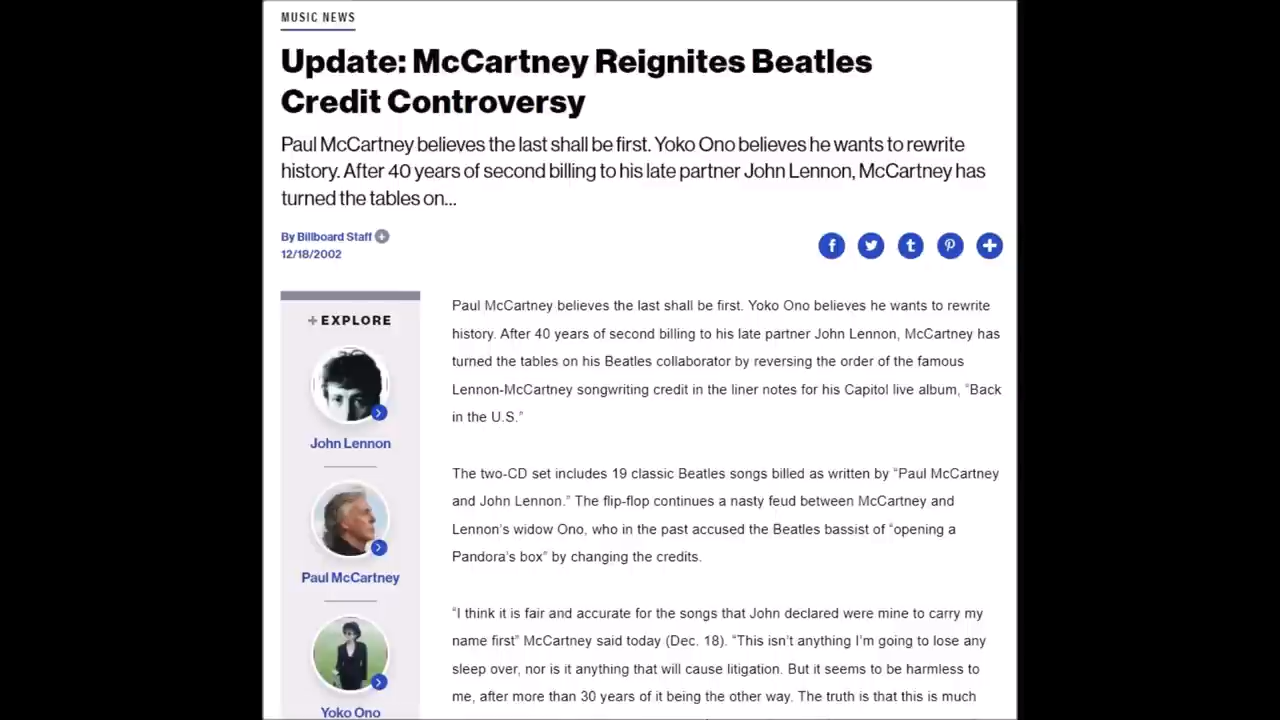 MUSIC NEWS
Update: McCartney Reignites Beatles
Credit Controversy
Paul McCartney believes the last shall be first. Yoko Ono believes he wants to rewrite
history. After 40 years of second billing to his late partner John Lennon, McCartney has
turned the tables on...
By Billboard Staff
12/18/2002
+ EXPLORE
John Lennon
Paul McCartney
Yoko Ono
Paul McCartney believes the last shall be first. Yoko Ono believes he wants to rewrite
history. After 40 years of second billing to his late partner John Lennon, McCartney has
turned the tables on his Beatles collaborator by reversing the order of the famous
Lennon-McCartney songwriting credit in the liner notes for his Capitol live album, “Back
in the U.S.”
The two-CD set includes 19 classic Beatles songs billed as written by “Paul McCartney
and John Lennon.” The flip-flop continues a nasty feud between McCartney and
Lennon’s widow Ono, who in the past accused the Beatles bassist of “opening a
Pandora’s box” by changing the credits.
“I think it is fair and accurate for the songs that John declared were mine to carry my
name first” McCartney said today (Dec. 18). “This isn’t anything I’m going to lose any
sleep over, nor is it anything that will cause litigation. But it seems to be harmless to
me, after more than 30 years of it being the other way. The truth is that this is much